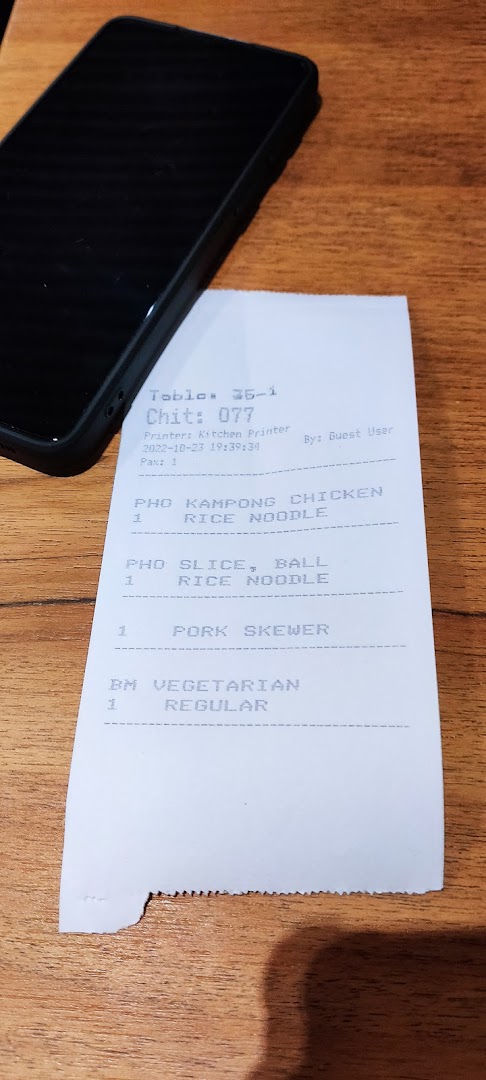 Table: 36-1
Chit: 077
Printer: Kitchen Printer
2022-10-23 19:39:34 By: Guest User
Pax: 1
PHO KAMPONG CHICKEN
1 RICE NOODLE
PHO SLICE, BALL
1 RICE NOODLE
1 PORK SKEWER
BM VEGETARIAN
1 REGULAR